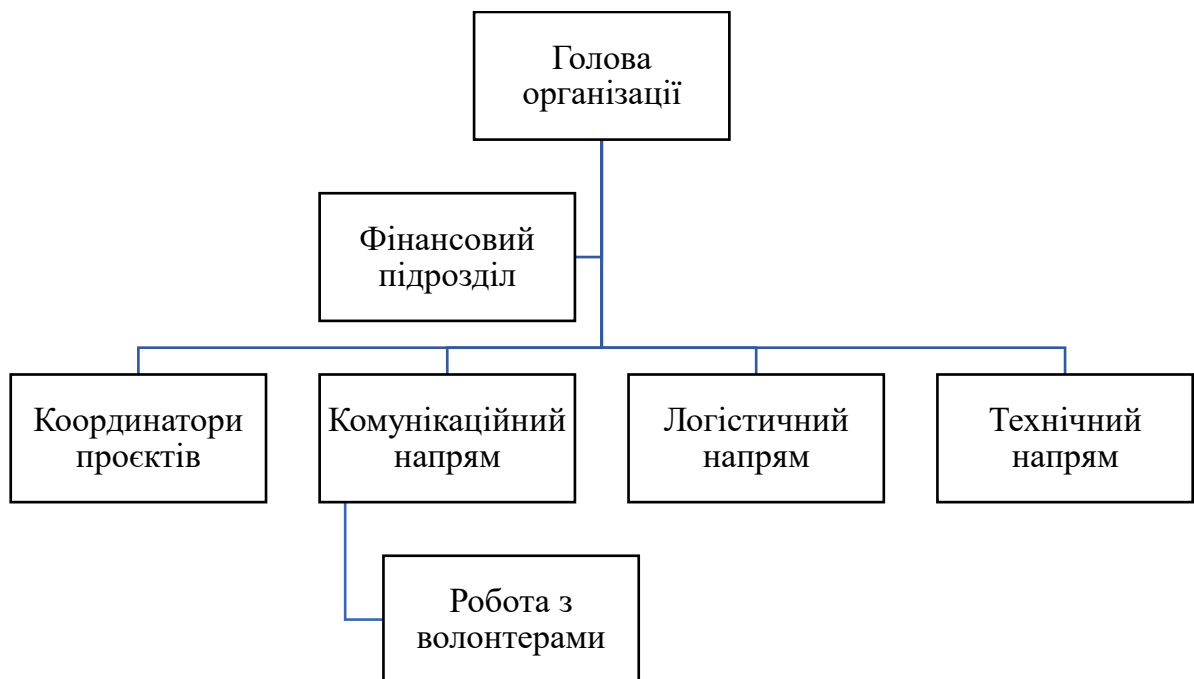 Голова
організації
Фінансовий
підрозділ
Координатори
проєктів
Комунікаційний
напрям
Логістичний
напрям
Технічний
напрям
Робота з
волонтерами